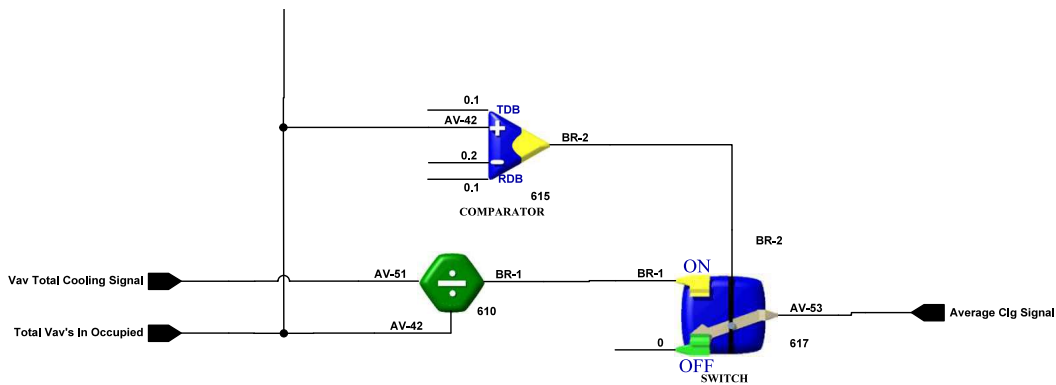 0.1
TDB
AV-42
BR-2
0.2
0.1
RDB
615
COMPARATOR
BR-2
Vav Total Cooling Signal
AV-51
BR-1
BR-1
ON
AV-53
Average Clg Signal
610
Total Vav's In Occupied
AV-42
0
617
OFF
SWITCH